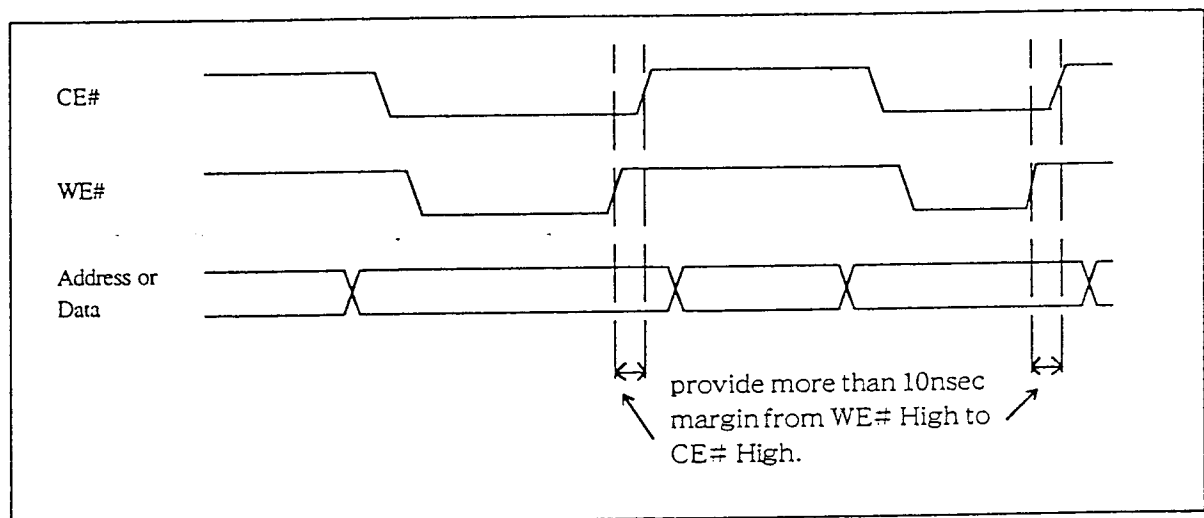 CE#
WE#
Address or
Data
provide more than 10nsec
margin from WE# High to
CE# High.